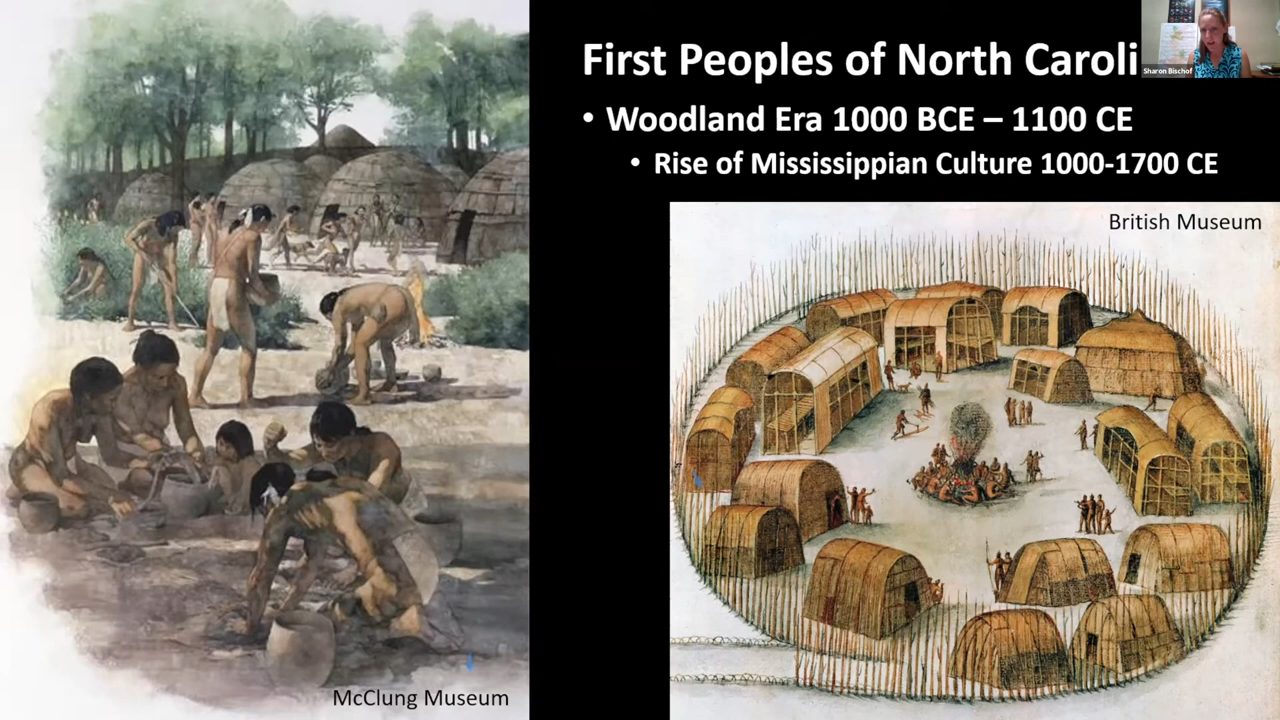 First Peoples of North Caroli
• Woodland Era 1000 BCE – 1100 CE
• Rise of Mississippian Culture 1000-1700 CE
British Museum
McClung Museum
Sharon Bischof